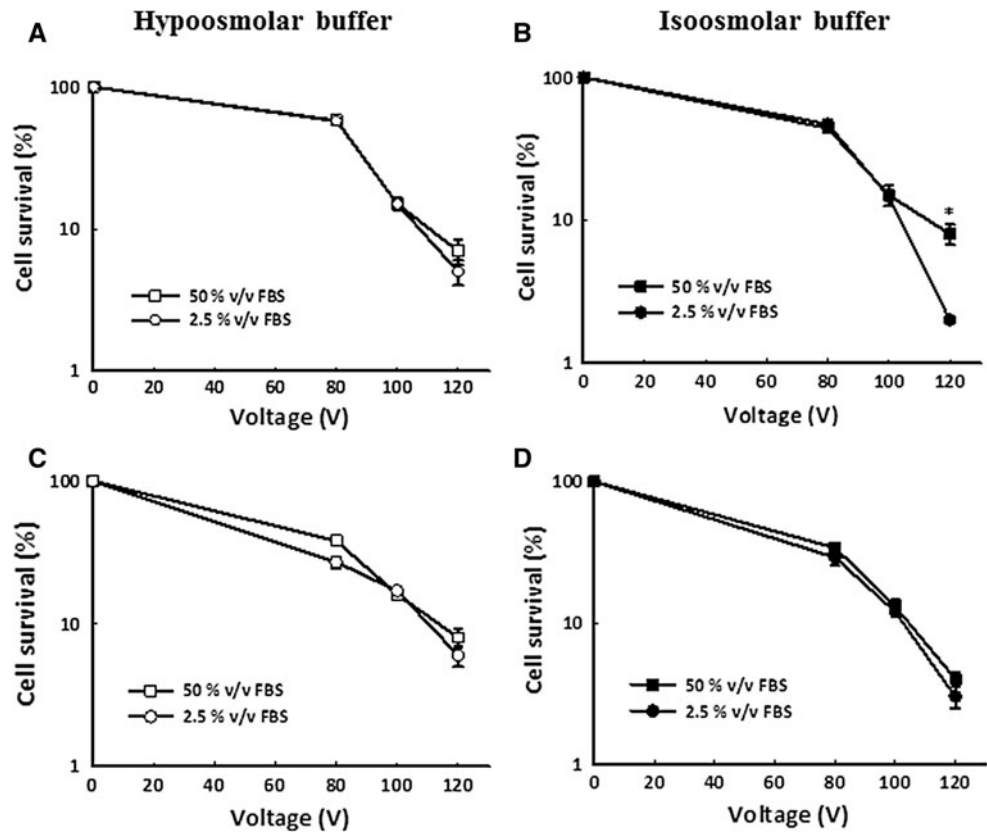 Hypoosmolar buffer
Isoosmolar buffer
A
Cell survival (%)
100
10
1
50 % v/v FBS
2.5 % v/v FBS
0 20 40 60 80 100 120
Voltage (V)
B
Cell survival (%)
100
10
1
*
50 % v/v FBS
2.5 % v/v FBS
0 20 40 60 80 100 120
Voltage (V)
C
Cell survival (%)
100
10
1
50 % v/v FBS
2.5 % v/v FBS
0 20 40 60 80 100 120
Voltage (V)
D
Cell survival (%)
100
10
1
50 % v/v FBS
2.5 % v/v FBS
0 20 40 60 80 100 120
Voltage (V)